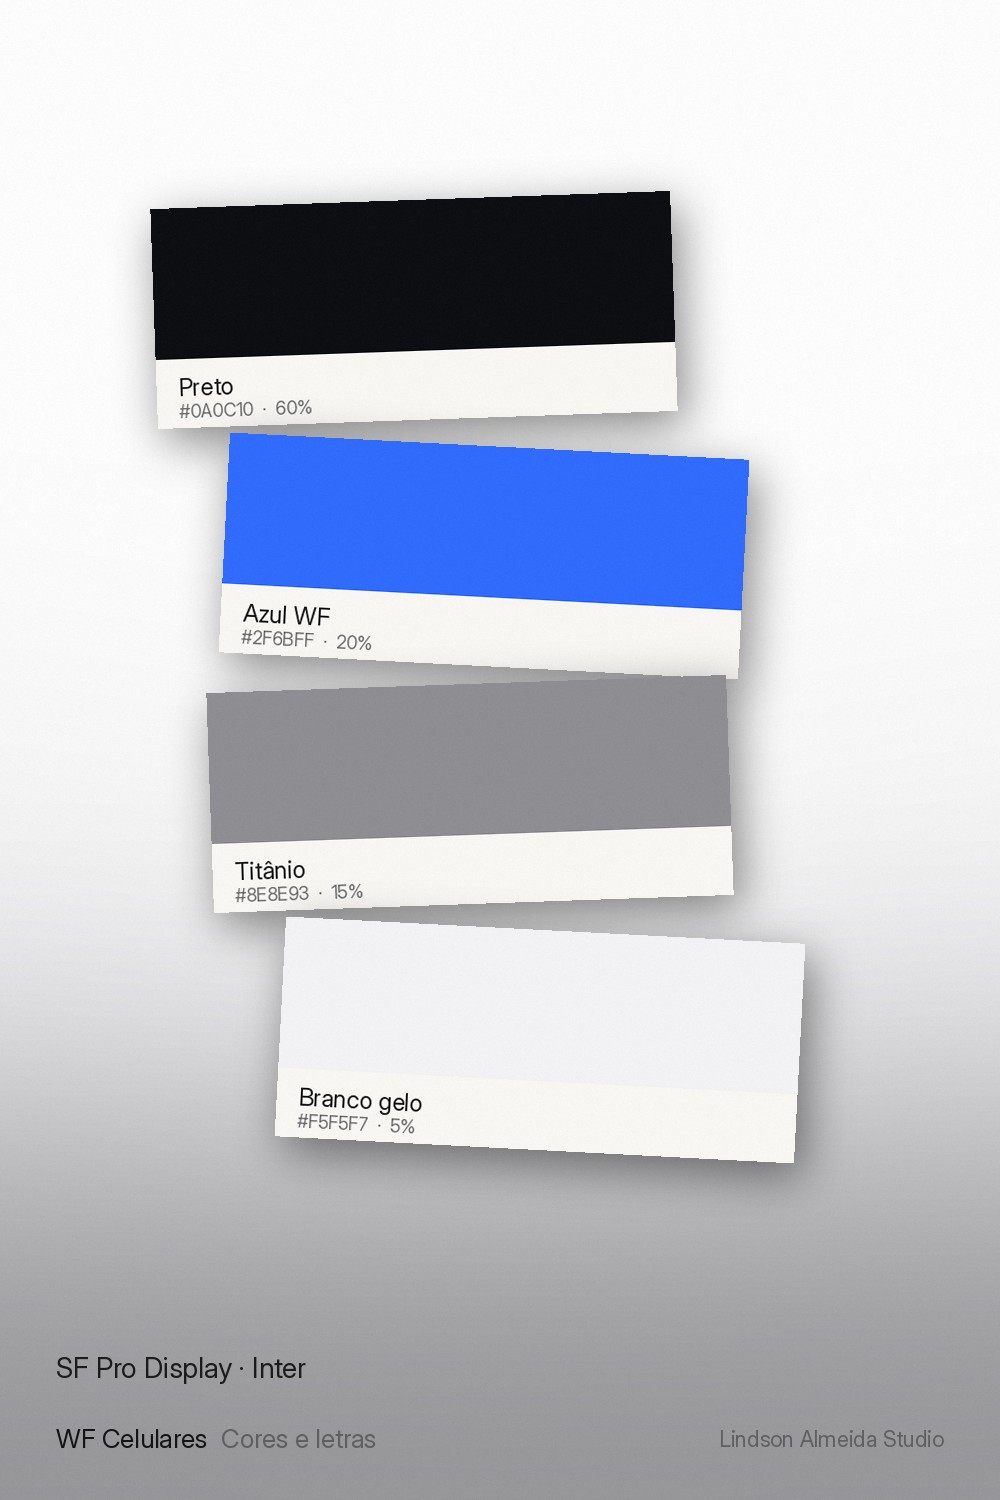 Preto
#0A0C10 · 60%
Azul WF
#2F6BFF · 20%
Titânio
#8E8E93 · 15%
Branco gelo
#F5F5F7 · 5%
SF Pro Display · Inter
WF Celulares Cores e letras
Lindson Almeida Studio